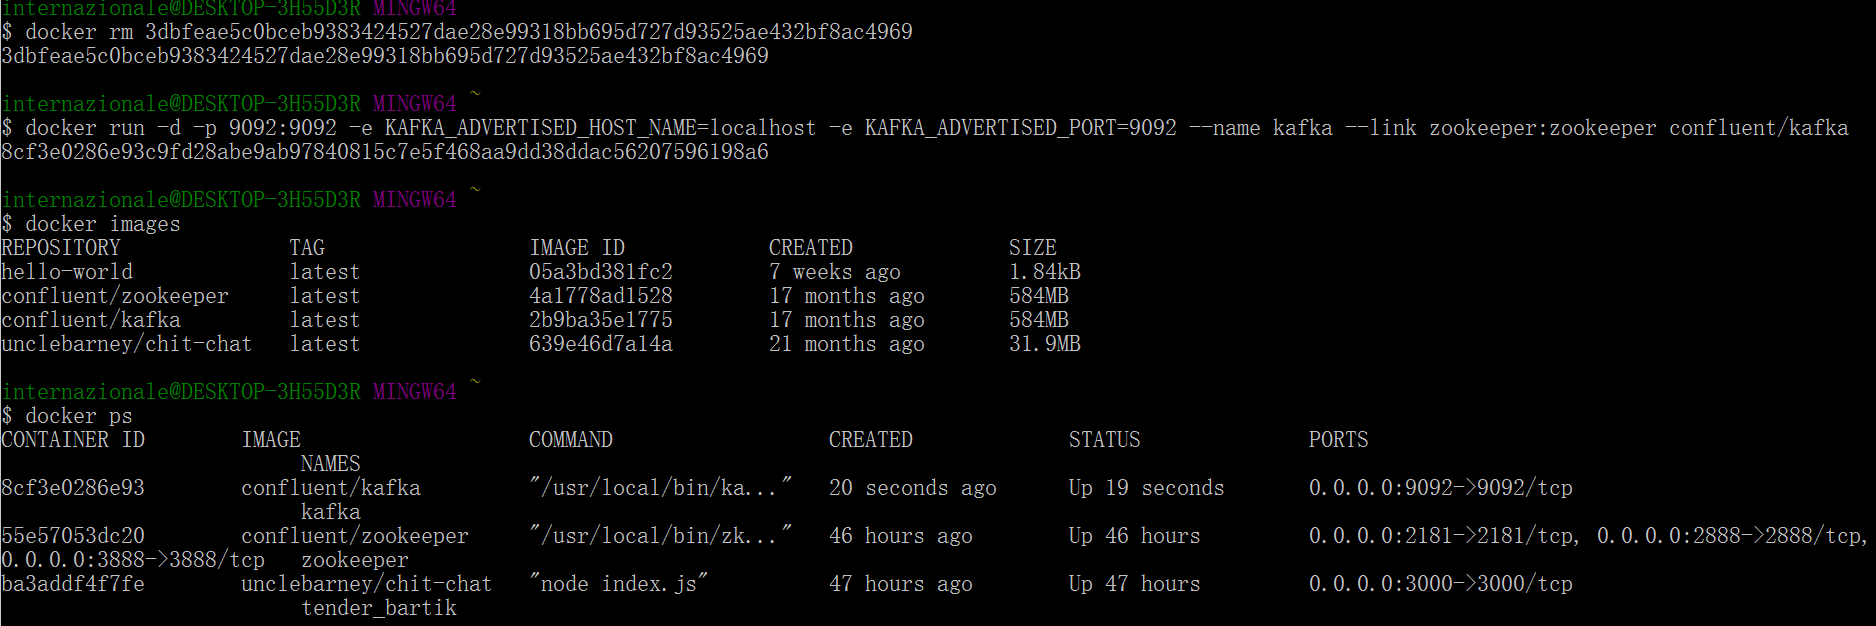 internazionale@DESKTOP-3H55D3R MINGW64
$ docker rm 3dbfeae5c0bceb9383424527dae28e99318bb695d727d93525ae432bf8ac4969
3dbfeae5c0bceb9383424527dae28e99318bb695d727d93525ae432bf8ac4969
internazionale@DESKTOP-3H55D3R MINGW64 ~
$ docker run -d -p 9092:9092 -e KAFKA_ADVERTISED_HOST_NAME=localhost -e KAFKA_ADVERTISED_PORT=9092 --name kafka --link zookeeper:zookeeper confluent/kafka
8cf3e0286e93c9fd28abe9ab97840815c7e5f468aa9dd38ddac56207596198a6
internazionale@DESKTOP-3H55D3R MINGW64 ~
$ docker images
REPOSITORY TAG IMAGE ID CREATED SIZE
hello-world latest 05a3bd381fc2 7 weeks ago 1.84kB
confluent/zookeeper latest 4a1778ad1528 17 months ago 584MB
confluent/kafka latest 2b9ba35e1775 17 months ago 584MB
unclebarney/chit-chat latest 639e46d7a14a 21 months ago 31.9MB
internazionale@DESKTOP-3H55D3R MINGW64 ~
$ docker ps
CONTAINER ID IMAGE COMMAND CREATED STATUS PORTS
NAMES
8cf3e0286e93 confluent/kafka "/usr/local/bin/ka..." 20 seconds ago Up 19 seconds 0.0.0.0:9092->9092/tcp
kafka
55e57053dc20 confluent/zookeeper "/usr/local/bin/zk..." 46 hours ago Up 46 hours 0.0.0.0:2181->2181/tcp, 0.0.0.0:2888->2888/tcp,
0.0.0.0:3888->3888/tcp zookeeper
ba3addf4f7fe unclebarney/chit-chat "node index.js" 47 hours ago Up 47 hours 0.0.0.0:3000->3000/tcp
tender_bartik